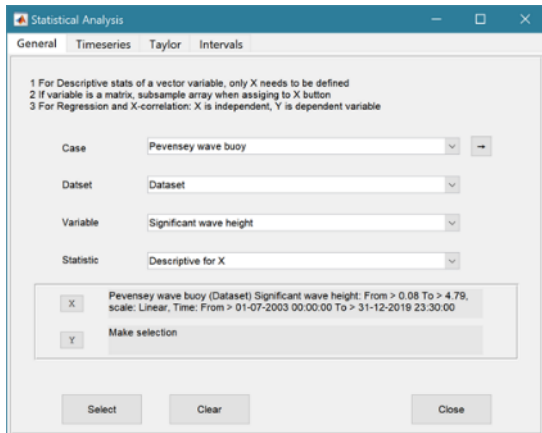 Statistical Analysis
General Timeseries Taylor Intervals
1 For Descriptive stats of a vector variable, only X needs to be defined
2 If variable is a matrix, subsample array when assiging to X button
3 For Regression and X-correlation: X is independent, Y is dependent variable
Case Pevensey wave buoy →
Datset Dataset
Variable Significant wave height
Statistic Descriptive for X
X Pevensey wave buoy (Dataset) Significant wave height: From > 0.08 To > 4.79,
scale: Linear, Time: From > 01-07-2003 00:00:00 To > 31-12-2019 23:30:00
Y Make selection
Select Clear Close